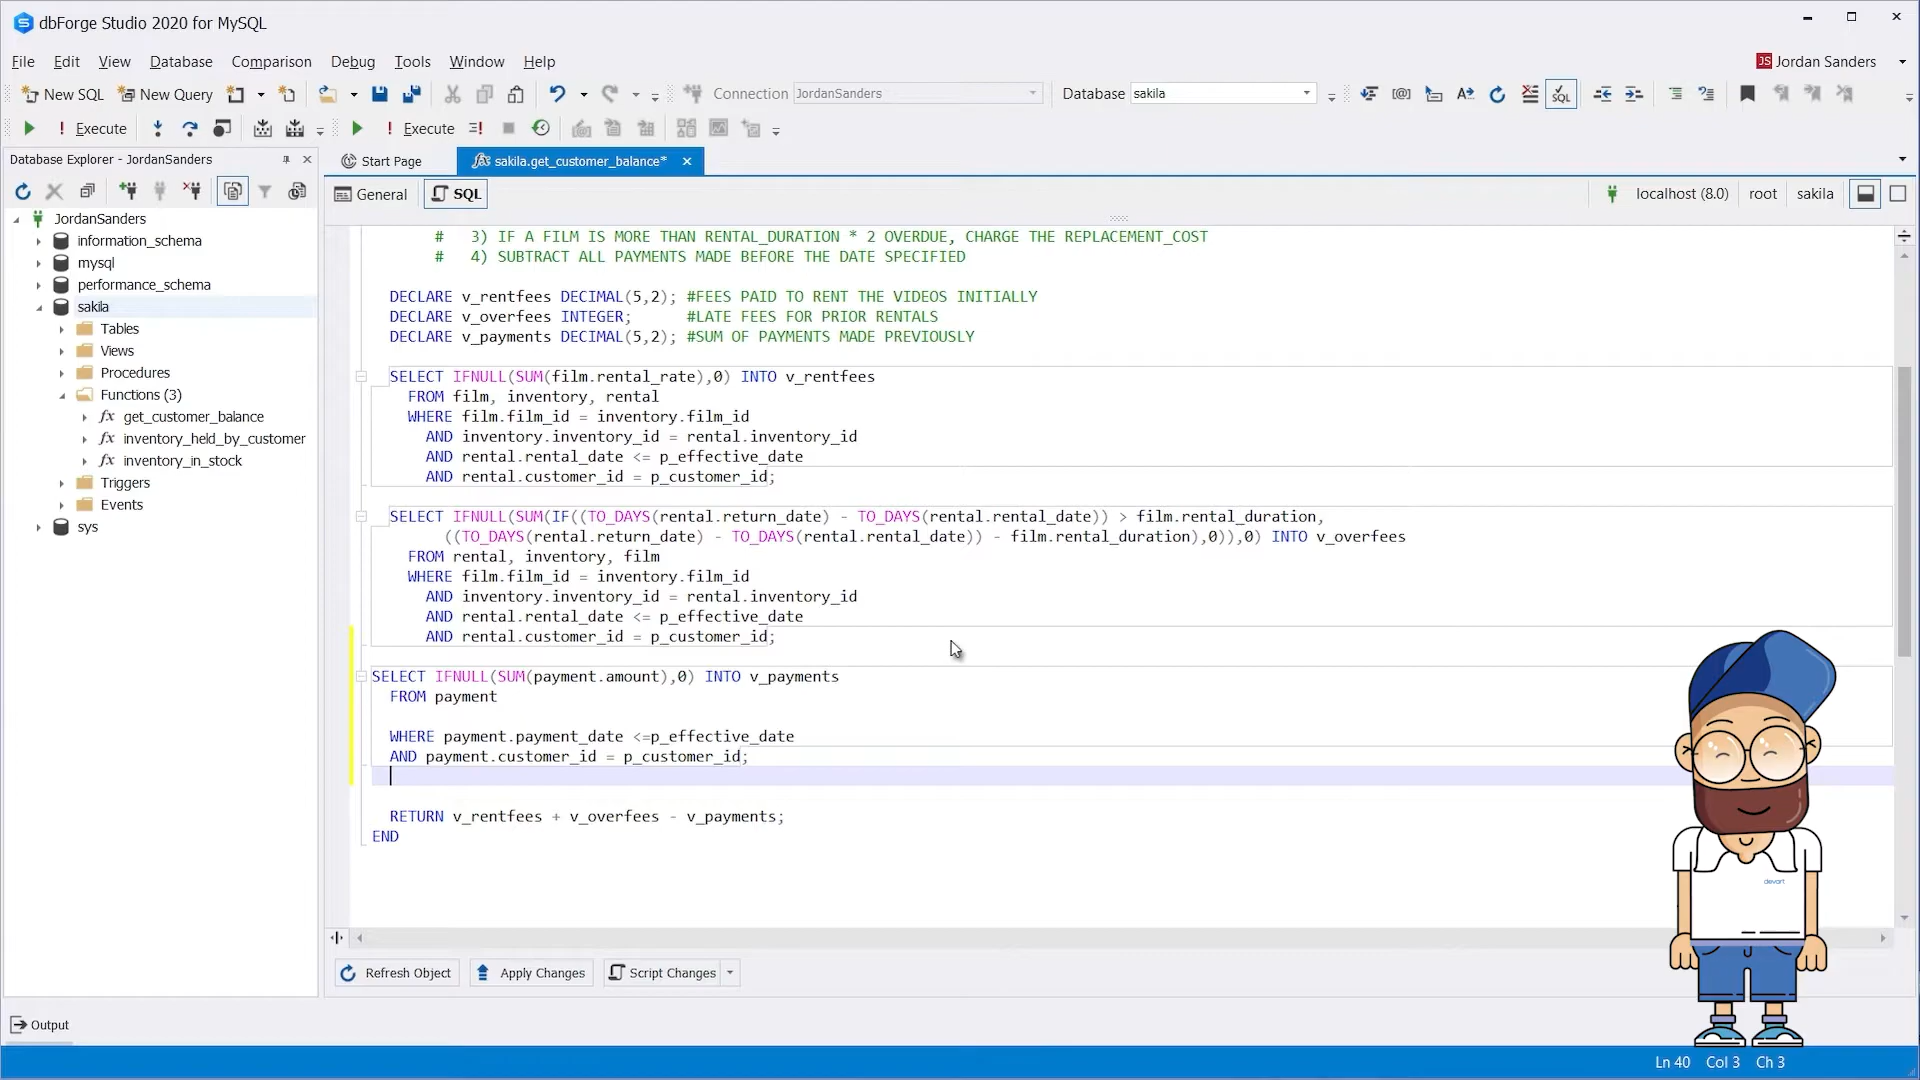 dbForge Studio 2020 for MySQL
File Edit View Database Comparison Debug Tools Window Help
JS Jordan Sanders
New SQL New Query Connection JordanSanders Database sakila SQL
! Execute ! Execute
Database Explorer - JordanSanders
Start Page
fx sakila.get_customer_balance*
General SQL
localhost (8.0) root sakila
JordanSanders
information_schema
mysql
performance_schema
sakila
Tables
Views
Procedures
Functions (3)
fx get_customer_balance
fx inventory_held_by_customer
fx inventory_in_stock
Triggers
Events
sys
# 3) IF A FILM IS MORE THAN RENTAL_DURATION * 2 OVERDUE, CHARGE THE REPLACEMENT_COST
# 4) SUBTRACT ALL PAYMENTS MADE BEFORE THE DATE SPECIFIED
DECLARE v_rentfees DECIMAL(5,2); #FEES PAID TO RENT THE VIDEOS INITIALLY
DECLARE v_overfees INTEGER; #LATE FEES FOR PRIOR RENTALS
DECLARE v_payments DECIMAL(5,2); #SUM OF PAYMENTS MADE PREVIOUSLY
SELECT IFNULL(SUM(film.rental_rate),0) INTO v_rentfees
FROM film, inventory, rental
WHERE film.film_id = inventory.film_id
AND inventory.inventory_id = rental.inventory_id
AND rental.rental_date <= p_effective_date
AND rental.customer_id = p_customer_id;
SELECT IFNULL(SUM(IF((TO_DAYS(rental.return_date) - TO_DAYS(rental.rental_date)) > film.rental_duration,
((TO_DAYS(rental.return_date) - TO_DAYS(rental.rental_date)) - film.rental_duration),0)),0) INTO v_overfees
FROM rental, inventory, film
WHERE film.film_id = inventory.film_id
AND inventory.inventory_id = rental.inventory_id
AND rental.rental_date <= p_effective_date
AND rental.customer_id = p_customer_id;
SELECT IFNULL(SUM(payment.amount),0) INTO v_payments
FROM payment
WHERE payment.payment_date <=p_effective_date
AND payment.customer_id = p_customer_id;
RETURN v_rentfees + v_overfees - v_payments;
END
devart
Refresh Object Apply Changes Script Changes
Output
Ln 40 Col 3 Ch 3